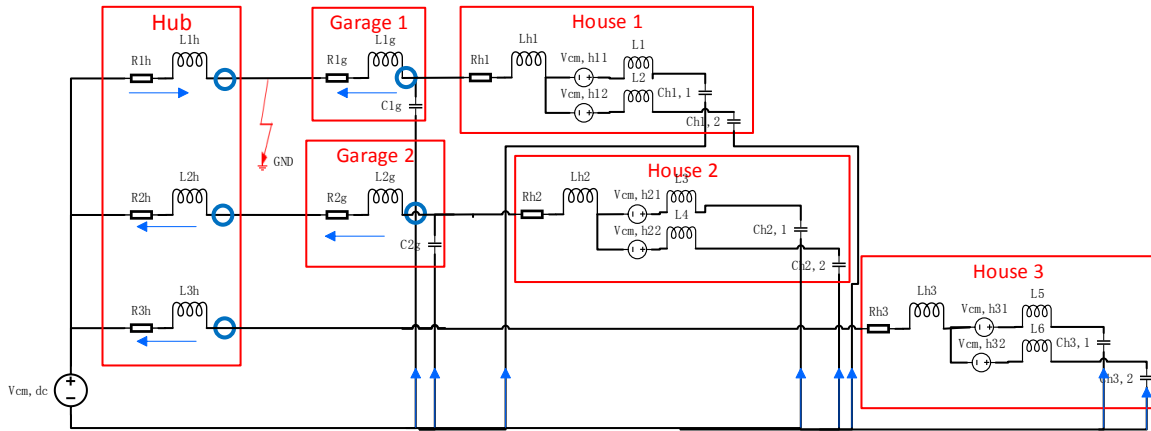 Hub
Garage 1
House 1
L1h
R1h
L1g
R1g
C1g
Lh1
Rh1
Vcm,h11
L1
Vcm,h12
L2
Ch1,1
Ch1,2
GND
Garage 2
House 2
L2h
R2h
L2g
R2g
C2g
Lh2
Rh2
Vcm,h21
L3
Vcm,h22
L4
Ch2,1
Ch2,2
House 3
L3h
R3h
Lh3
Rh3
Vcm,h31
L5
Vcm,h32
L6
Ch3,1
Ch3,2
Vcm,dc